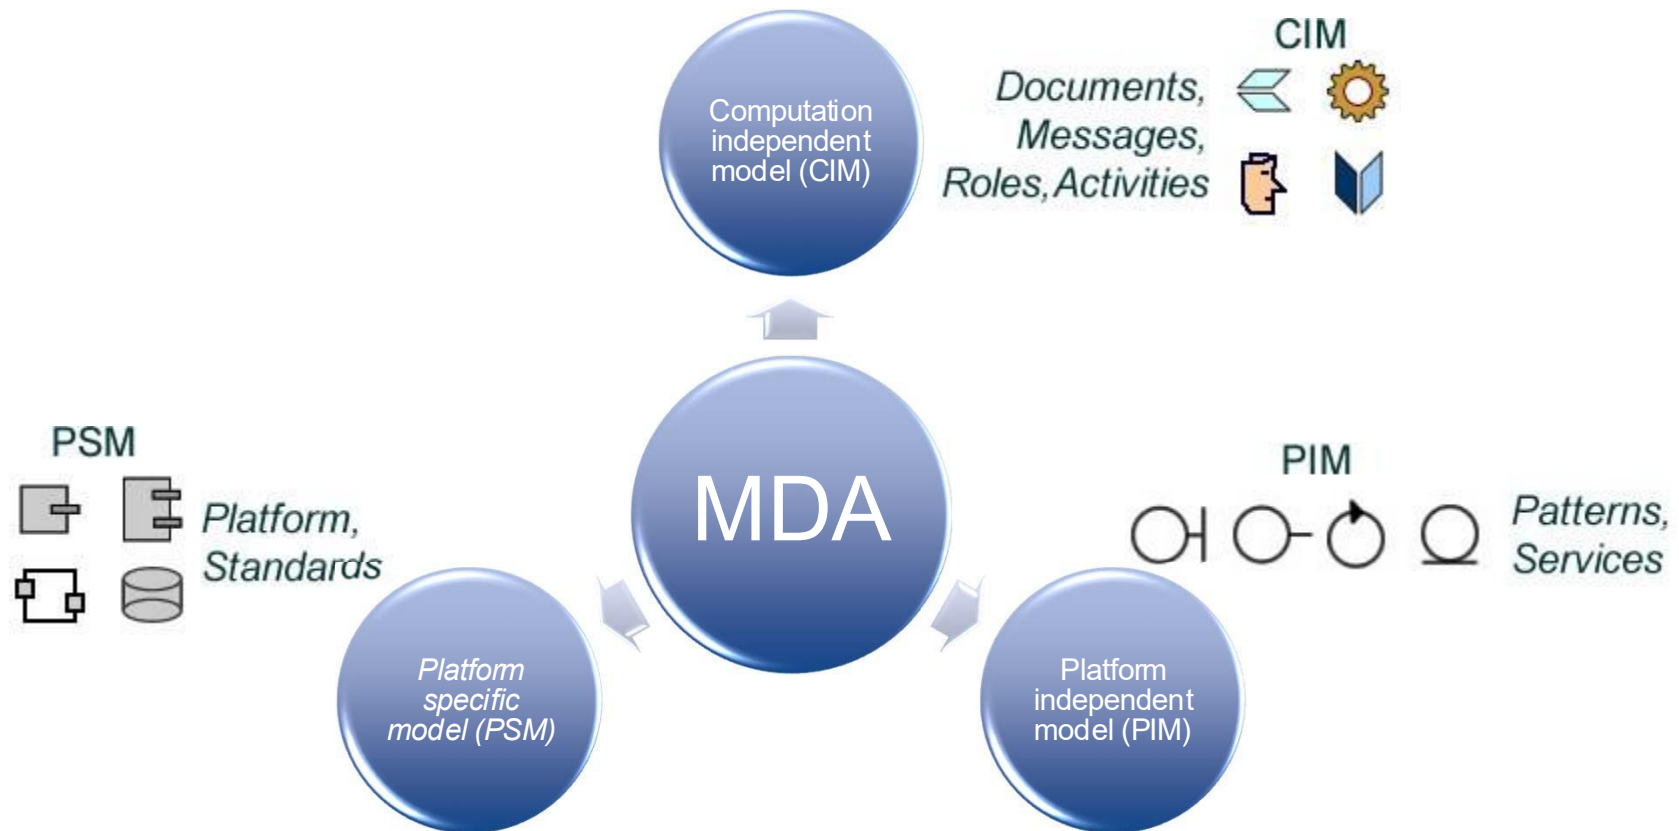 Computation
independent
model (CIM)
CIM
Documents,
Messages,
Roles, Activities
MDA
PSM
Platform,
Standards
Platform
specific
model (PSM)
PIM
Patterns,
Services
Platform
independent
model (PIM)